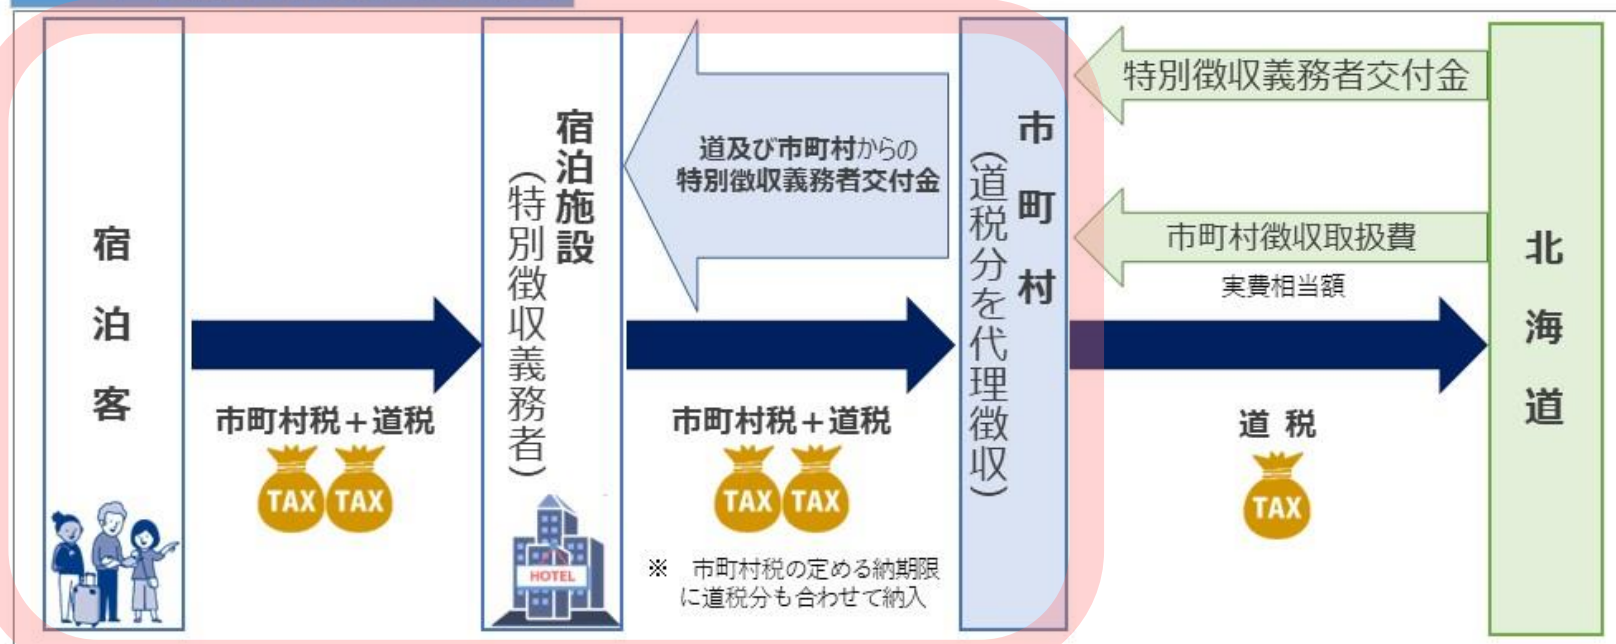 宿泊客
市町村税＋道税
TAX TAX
宿泊施設
（特別徴収義務者）
HOTEL
道及び市町村からの
特別徴収義務者交付金
市町村税＋道税
TAX TAX
※　市町村税の定める納期限
に道税分も合わせて納入
市町村
（道税分を代理徴収）
特別徴収義務者交付金
市町村徴収取扱費
実費相当額
道 税
TAX
北海道